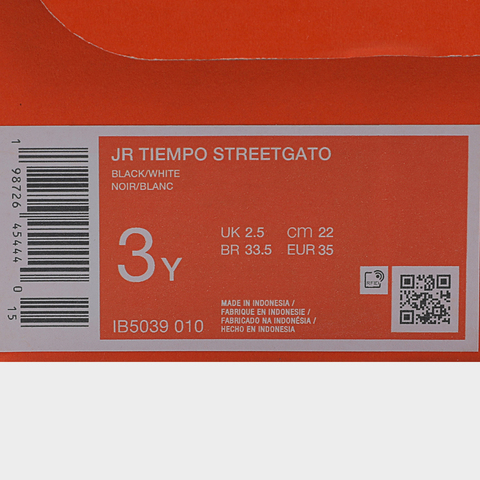 JR TIEMPO STREETGATO
BLACK/WHITE
NOIR/BLANC
3Y
UK 2.5 cm 22
BR 33.5 EUR 35
MADE IN INDONESIA /
FABRIQUE EN INDONESIE /
FABRICADO NA INDONÉSIA /
HECHO EN INDONESIA
IB5039 010
1 98726 45444 0 15